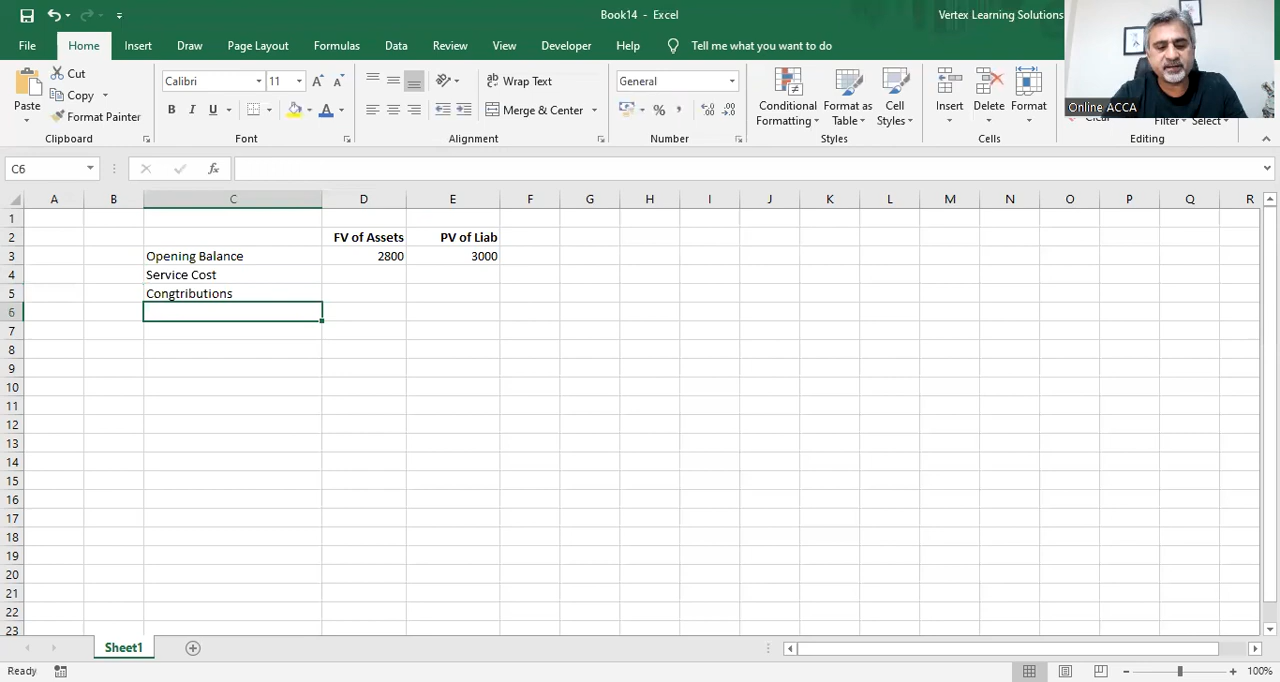 Book14 - Excel
Vertex Learning Solutions
File Home Insert Draw Page Layout Formulas Data Review View Developer Help Tell me what you want to do
Online ACCA
Cut
Copy
Format Painter
Paste
Clipboard
Calibri 11
B I U
Font
Wrap Text
Merge & Center
Alignment
General
Number
Conditional Formatting
Format as Table
Cell Styles
Styles
Insert Delete Format
Cells
Clear
Filter Select
Editing
C6
fx
A B C D E F G H I J K L M N O P Q R
1
2 FV of Assets PV of Liab
3 Opening Balance 2800 3000
4 Service Cost
5 Congtributions
6
7
8
9
10
11
12
13
14
15
16
17
18
19
20
21
22
23
Sheet1
Ready
100%